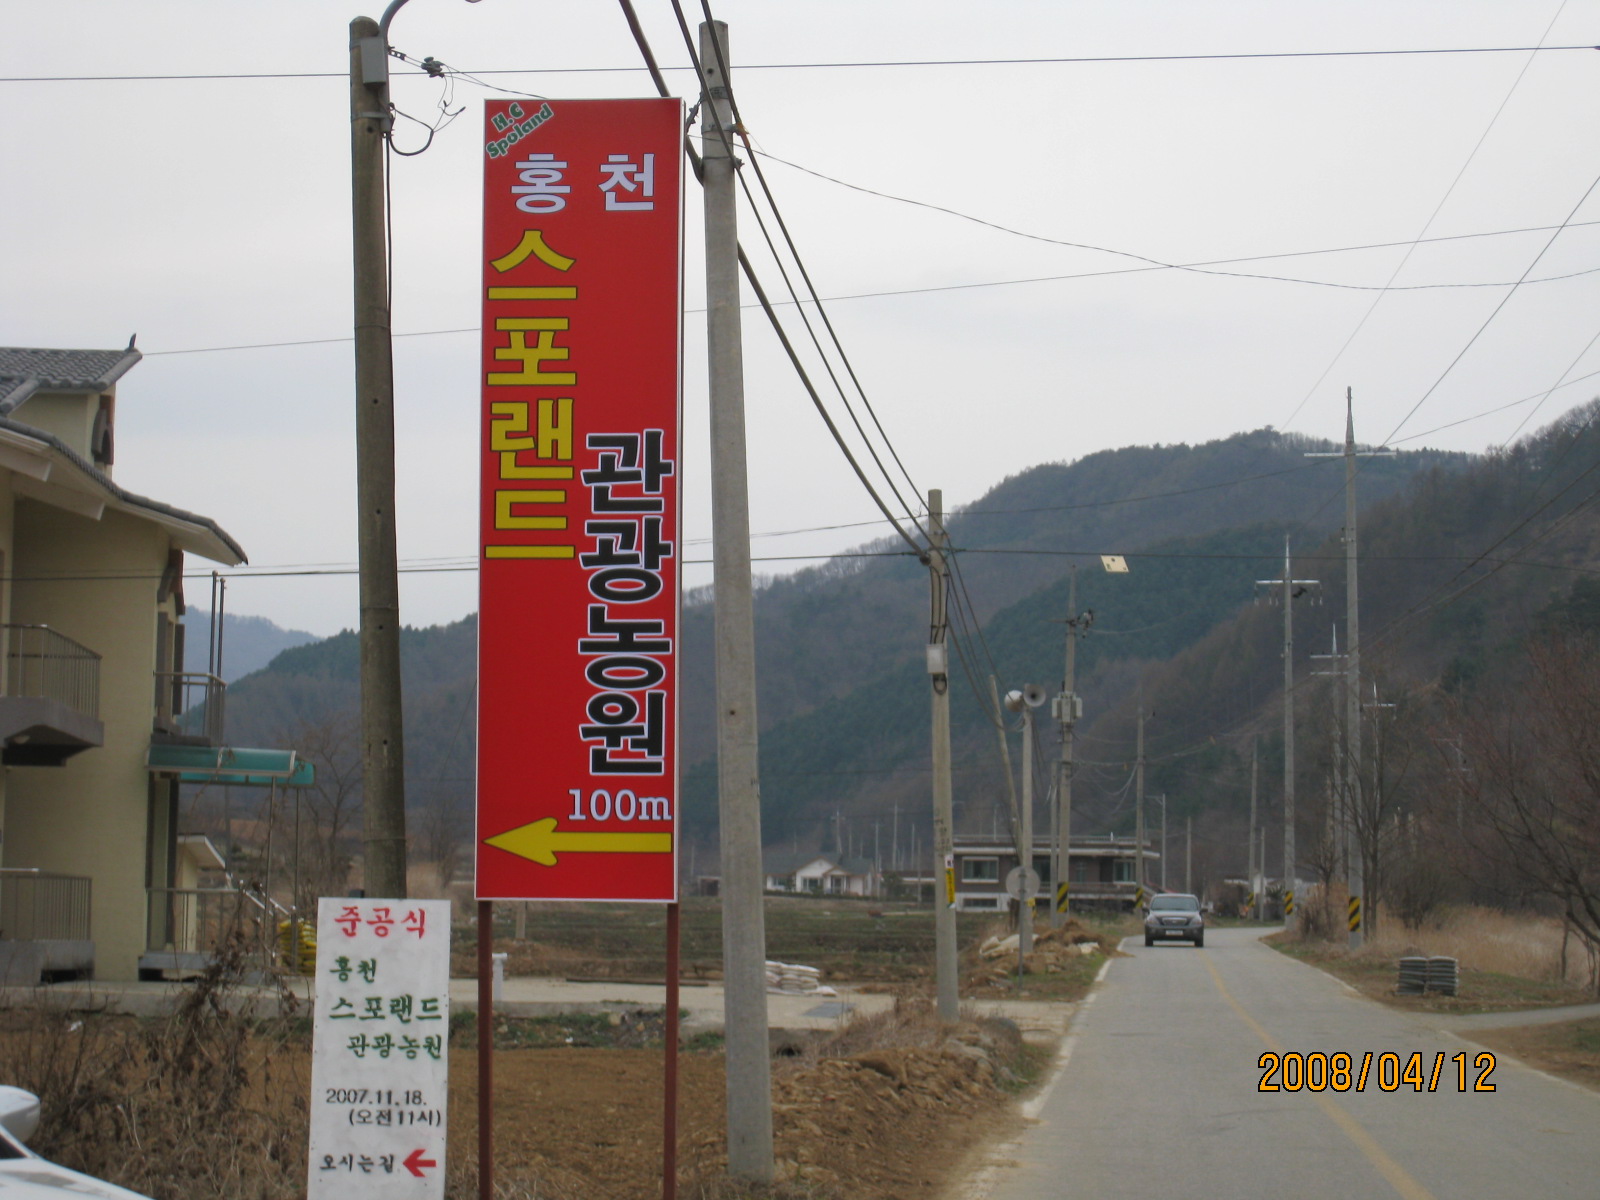 H.C
Spoland
홍천
스포랜드
관광농원
100m
준공식
홍천
스포랜드
관광농원
2007.11.18.
(오전11시)
오시는길
2008/04/12